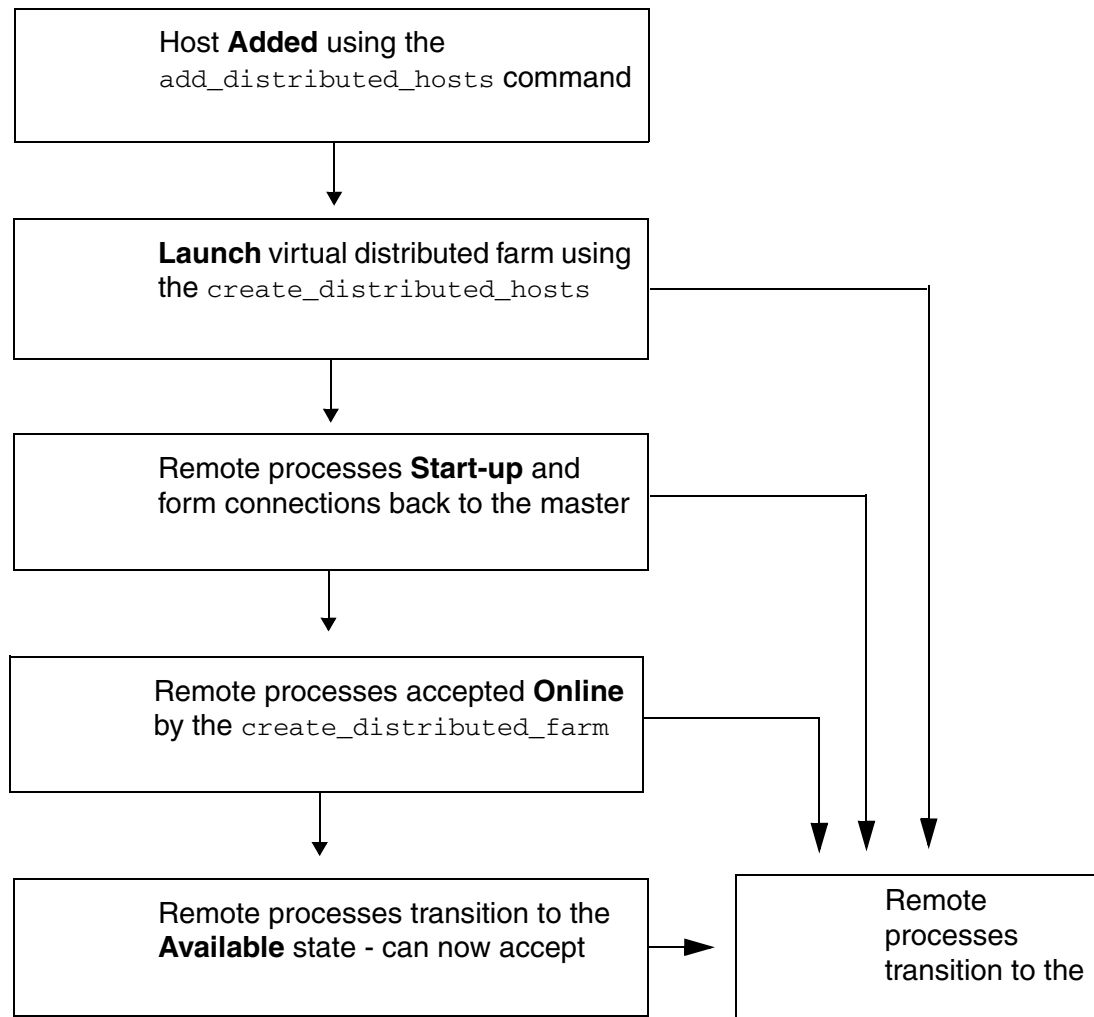 Host Added using the
add_distributed_hosts command
Launch virtual distributed farm using
the create_distributed_hosts
Remote processes Start-up and
form connections back to the master
Remote processes accepted Online
by the create_distributed_farm
Remote processes transition to the
Available state - can now accept
Remote
processes
transition to the